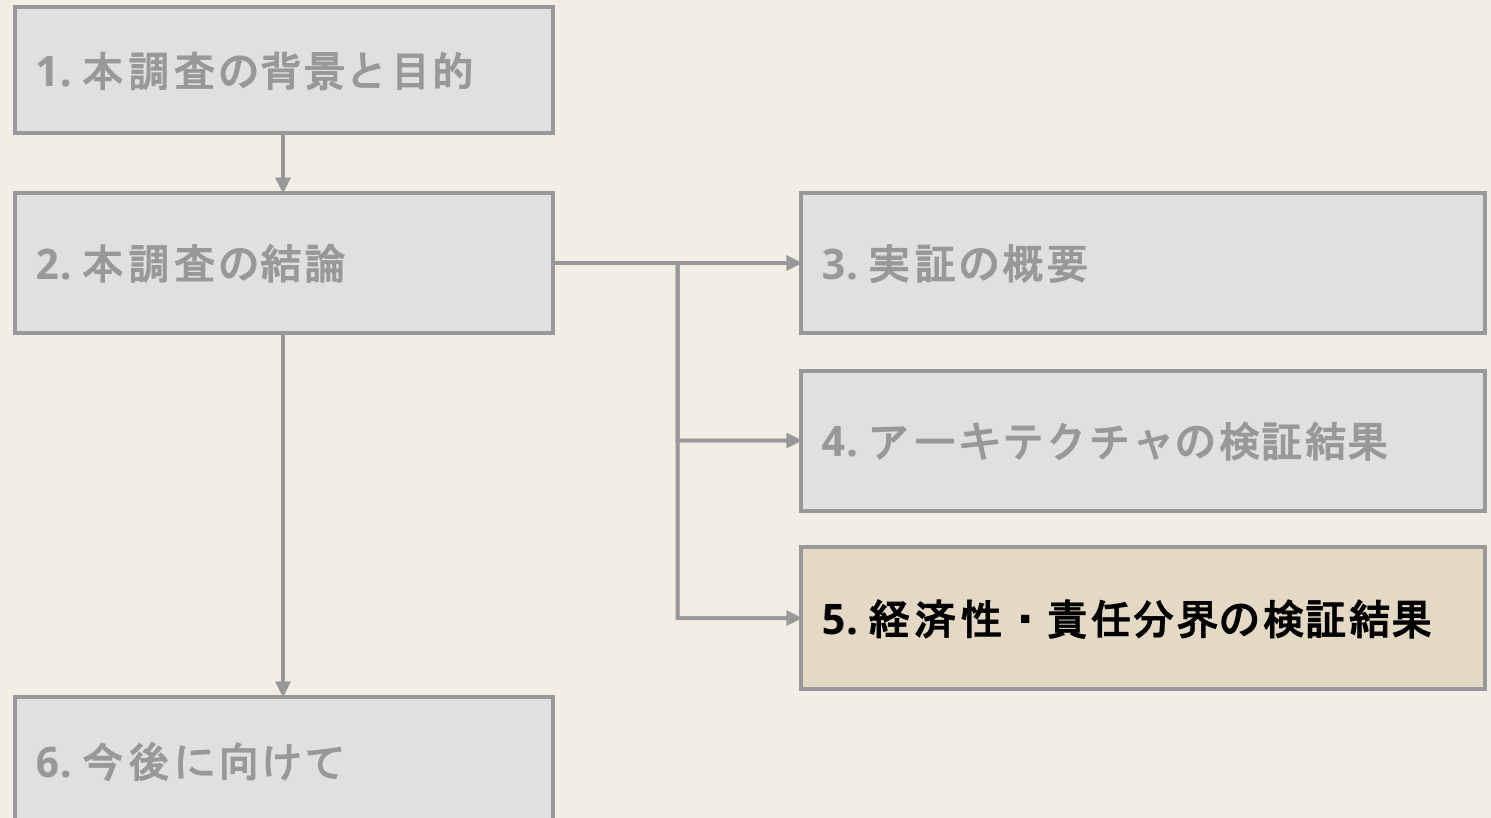 1. 本調査の背景と目的
2. 本調査の結論
3. 実証の概要
4. アーキテクチャの検証結果
5. 経済性・責任分界の検証結果
6. 今後に向けて